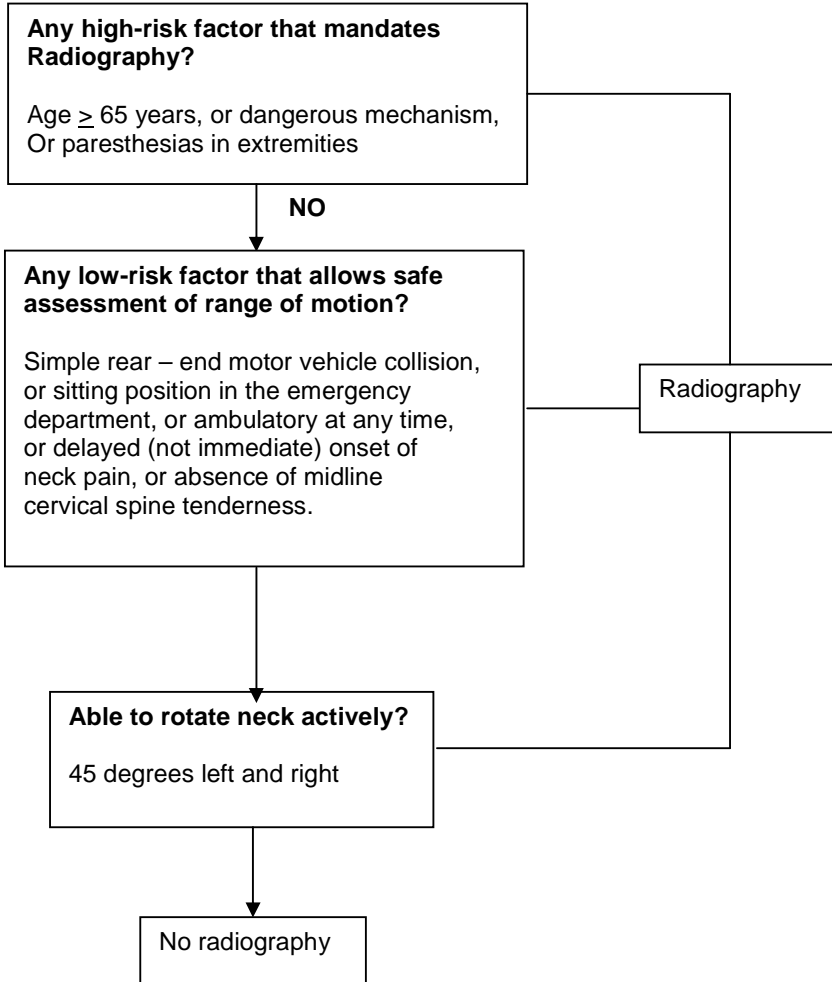 Any high-risk factor that mandates
Radiography?
Age ≥ 65 years, or dangerous mechanism,
Or paresthesias in extremities
NO
Any low-risk factor that allows safe
assessment of range of motion?
Simple rear – end motor vehicle collision,
or sitting position in the emergency
department, or ambulatory at any time,
or delayed (not immediate) onset of
neck pain, or absence of midline
cervical spine tenderness.
Radiography
Able to rotate neck actively?
45 degrees left and right
No radiography